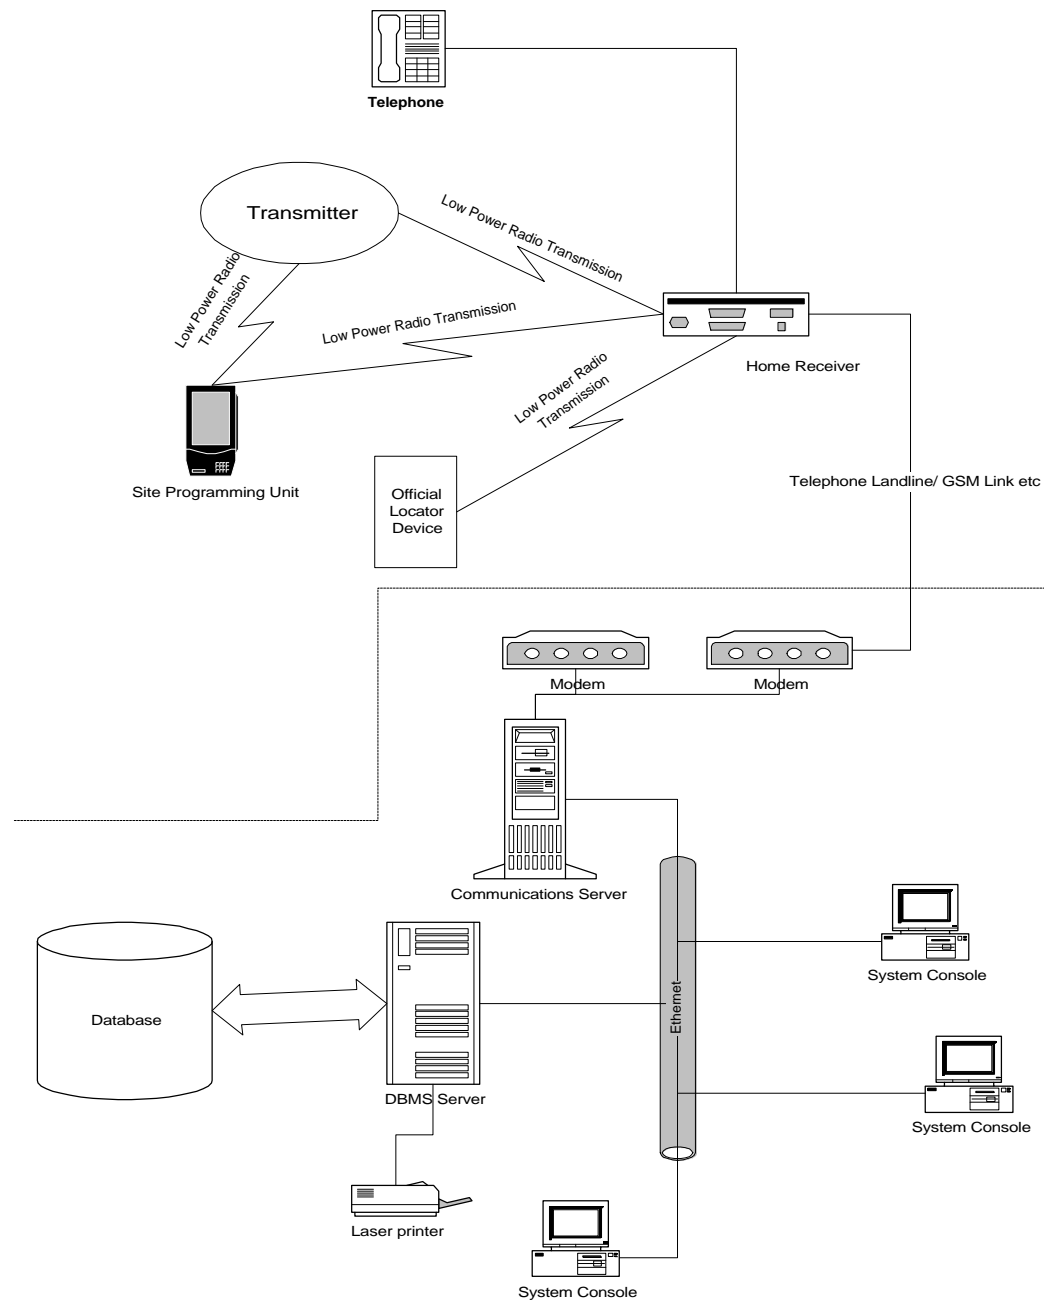 Telephone
Transmitter
Low Power Radio Transmission
Low Power Radio
Transmission
Low Power Radio Transmission
Home Receiver
Low Power Radio
Transmission
Site Programming Unit
Official
Locator
Device
Telephone Landline/ GSM Link etc
Modem
Modem
Communications Server
System Console
Database
Ethernet
DBMS Server
System Console
Laser printer
System Console